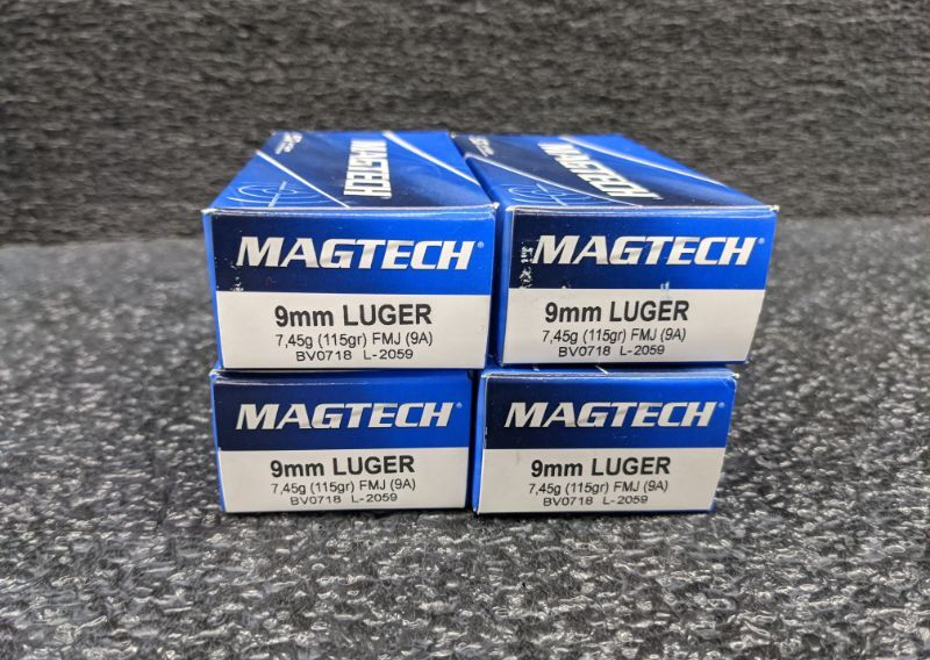 MAGTECH
MAGTECH
MAGTECH®
9mm LUGER
7,45g (115gr) FMJ (9A)
BV0718 L-2059
MAGTECH®
9mm LUGER
7,45g (115gr) FMJ (9A)
BV0718 L-2059
MAGTECH®
9mm LUGER
7,45g (115gr) FMJ (9A)
BV0718 L-2059
MAGTECH®
9mm LUGER
7,45g (115gr) FMJ (9A)
BV0718 L-2059